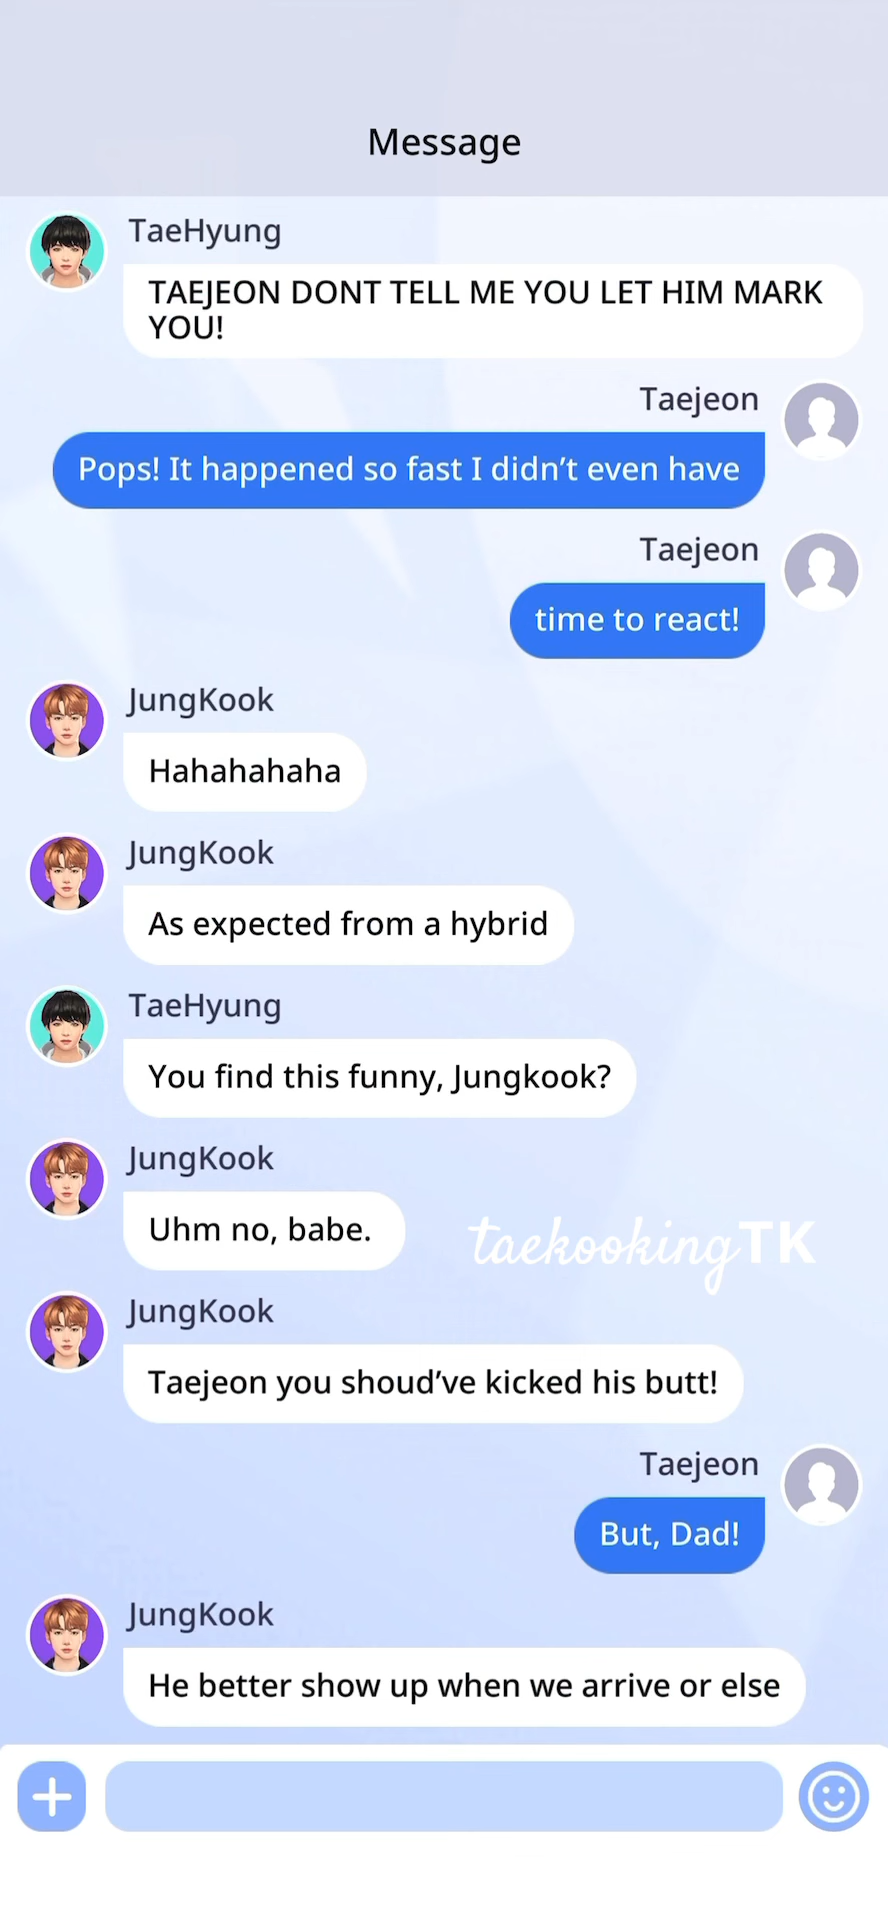 Message
TaeHyung
TAEJEON DONT TELL ME YOU LET HIM MARK
YOU!
Taejeon
Pops! It happened so fast I didn’t even have
Taejeon
time to react!
JungKook
Hahahahaha
JungKook
As expected from a hybrid
TaeHyung
You find this funny, Jungkook?
JungKook
Uhm no, babe.
taekookingTK
JungKook
Taejeon you shoud’ve kicked his butt!
Taejeon
But, Dad!
JungKook
He better show up when we arrive or else